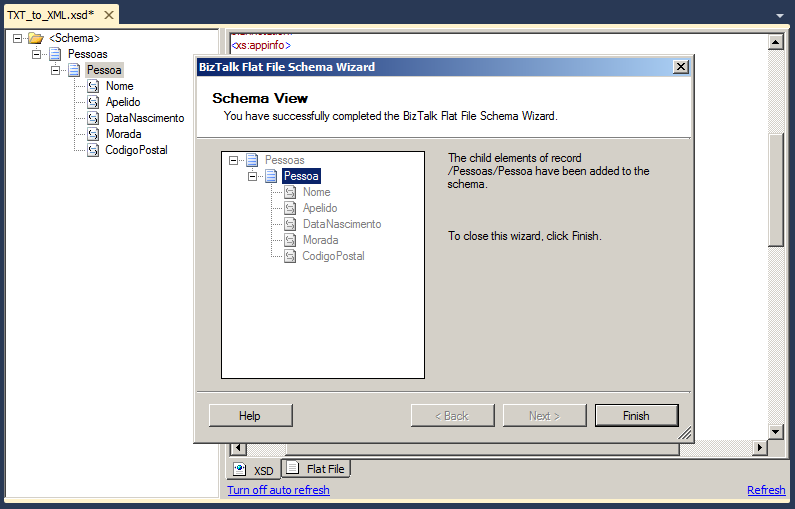 TXT_to_XML.xsd*
<Schema>
Pessoas
Pessoa
Nome
Apelido
DataNascimento
Morada
CodigoPostal
<xs:appinfo>
BizTalk Flat File Schema Wizard
Schema View
You have successfully completed the BizTalk Flat File Schema Wizard.
Pessoas
Pessoa
Nome
Apelido
DataNascimento
Morada
CodigoPostal
The child elements of record
/Pessoas/Pessoa have been added to the
schema.
To close this wizard, click Finish.
Help
< Back
Next >
Finish
XSD
Flat File
Turn off auto refresh
Refresh